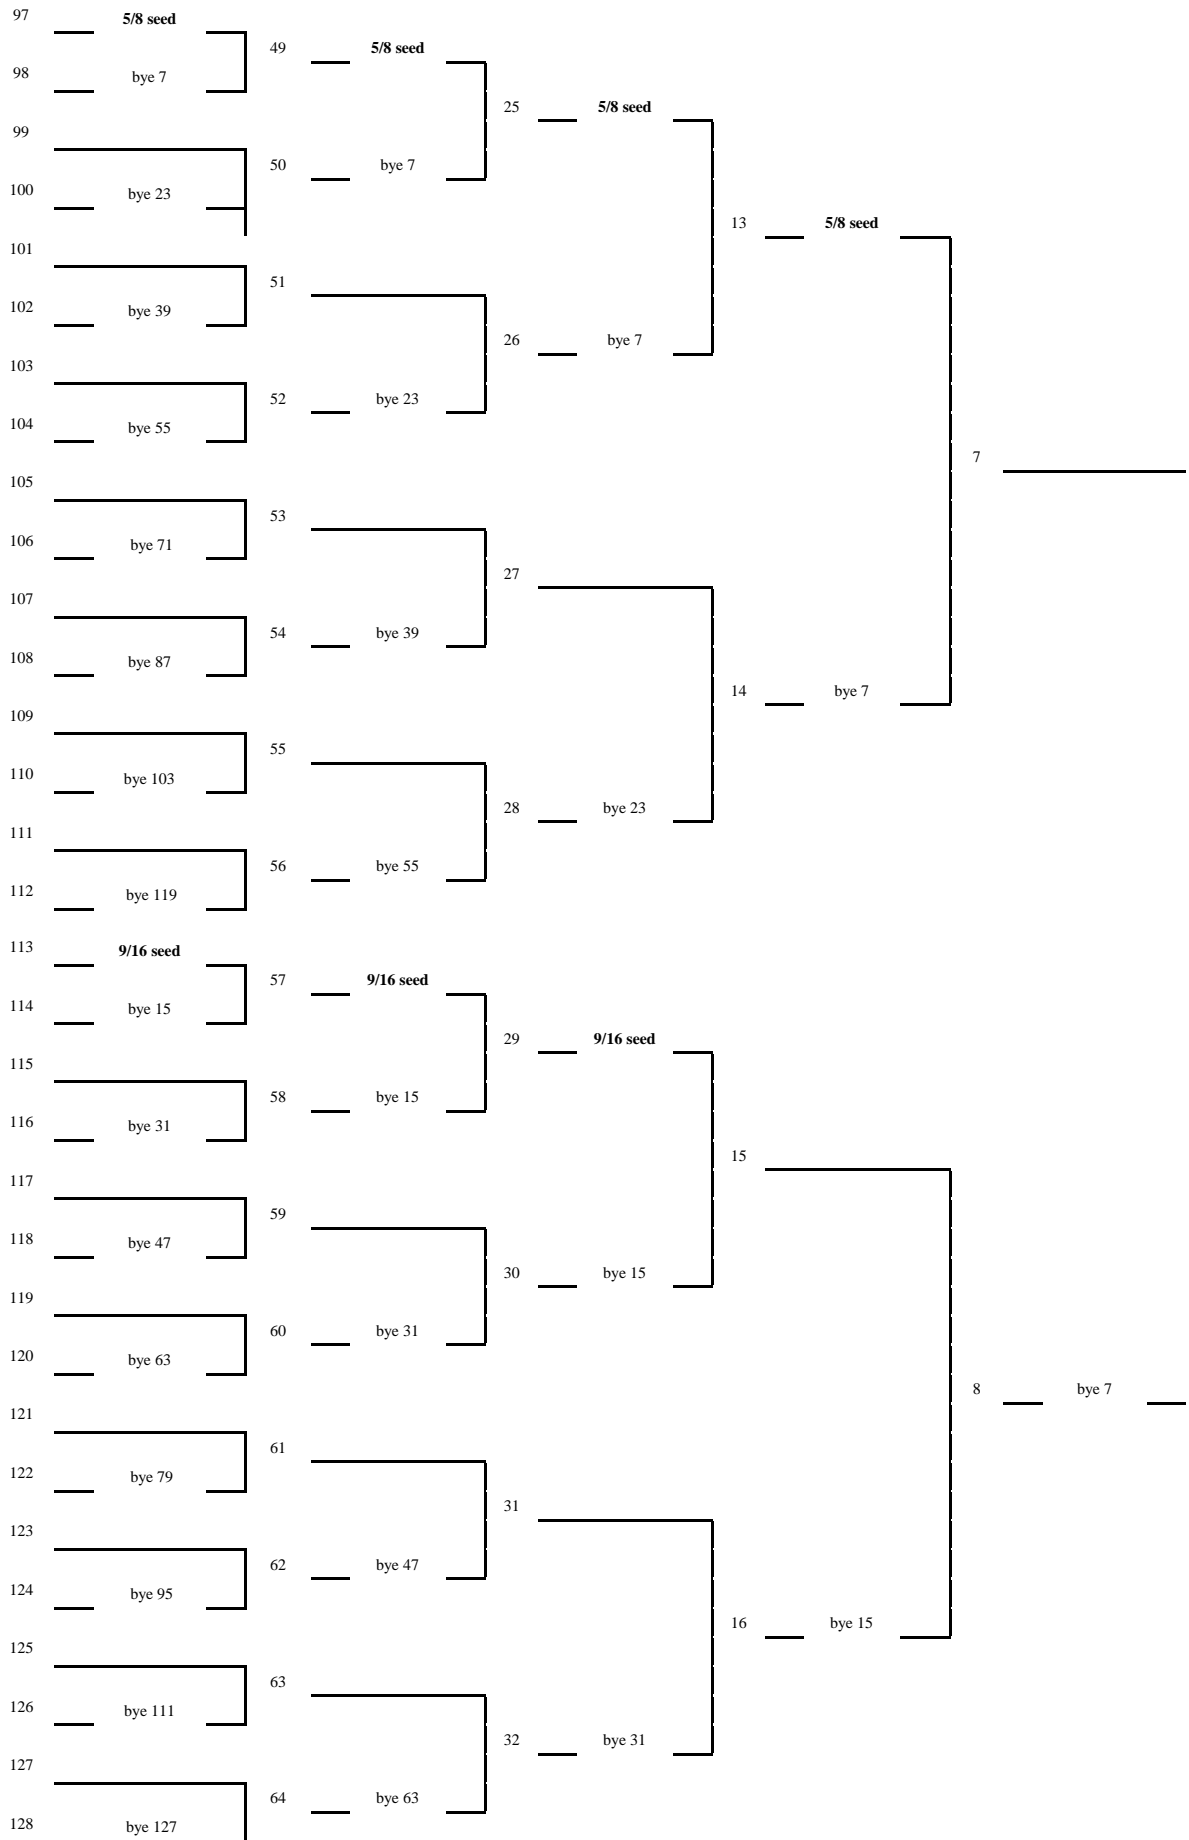 97 5/8 seed
98 bye 7
99
100 bye 23
101
102 bye 39
103
104 bye 55
105
106 bye 71
107
108 bye 87
109
110 bye 103
111
112 bye 119
113 9/16 seed
114 bye 15
115
116 bye 31
117
118 bye 47
119
120 bye 63
121
122 bye 79
123
124 bye 95
125
126 bye 111
127
128 bye 127
49 5/8 seed
50 bye 7
51
52 bye 23
53
54 bye 39
55
56 bye 55
57 9/16 seed
58 bye 15
59
60 bye 31
61
62 bye 47
63
64 bye 63
25 5/8 seed
26 bye 7
27
28 bye 23
29 9/16 seed
30 bye 15
31
32 bye 31
13 5/8 seed
14 bye 7
15
16 bye 15
7
8 bye 7